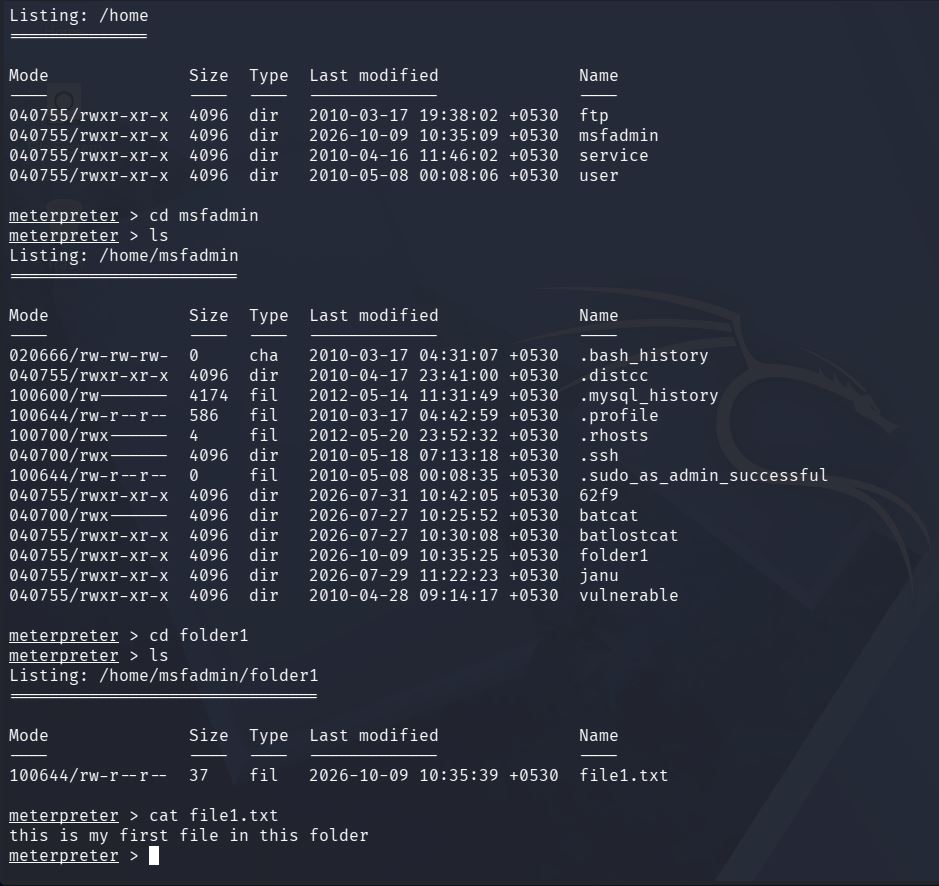 Listing: /home
==============
Mode              Size  Type  Last modified              Name
----              ----  ----  -------------              ----
040755/rwxr-xr-x  4096  dir   2010-03-17 19:38:02 +0530  ftp
040755/rwxr-xr-x  4096  dir   2026-10-09 10:35:09 +0530  msfadmin
040755/rwxr-xr-x  4096  dir   2010-04-16 11:46:02 +0530  service
040755/rwxr-xr-x  4096  dir   2010-05-08 00:08:06 +0530  user
meterpreter > cd msfadmin
meterpreter > ls
Listing: /home/msfadmin
=======================
Mode              Size  Type  Last modified              Name
----              ----  ----  -------------              ----
020666/rw-rw-rw-  0     cha   2010-03-17 04:31:07 +0530  .bash_history
040755/rwxr-xr-x  4096  dir   2010-04-17 23:41:00 +0530  .distcc
100600/rw-------  4174  fil   2012-05-14 11:31:49 +0530  .mysql_history
100644/rw-r--r--  586   fil   2010-03-17 04:42:59 +0530  .profile
100700/rwx------  4     fil   2012-05-20 23:52:32 +0530  .rhosts
040700/rwx------  4096  dir   2010-05-18 07:13:18 +0530  .ssh
100644/rw-r--r--  0     fil   2010-05-08 00:08:35 +0530  .sudo_as_admin_successful
040755/rwxr-xr-x  4096  dir   2026-07-31 10:42:05 +0530  62f9
040700/rwx------  4096  dir   2026-07-27 10:25:52 +0530  batcat
040755/rwxr-xr-x  4096  dir   2026-07-27 10:30:08 +0530  batlostcat
040755/rwxr-xr-x  4096  dir   2026-10-09 10:35:25 +0530  folder1
040755/rwxr-xr-x  4096  dir   2026-07-29 11:22:23 +0530  janu
040755/rwxr-xr-x  4096  dir   2010-04-28 09:14:17 +0530  vulnerable
meterpreter > cd folder1
meterpreter > ls
Listing: /home/msfadmin/folder1
===============================
Mode              Size  Type  Last modified              Name
----              ----  ----  -------------              ----
100644/rw-r--r--  37    fil   2026-10-09 10:35:39 +0530  file1.txt
meterpreter > cat file1.txt
this is my first file in this folder
meterpreter >